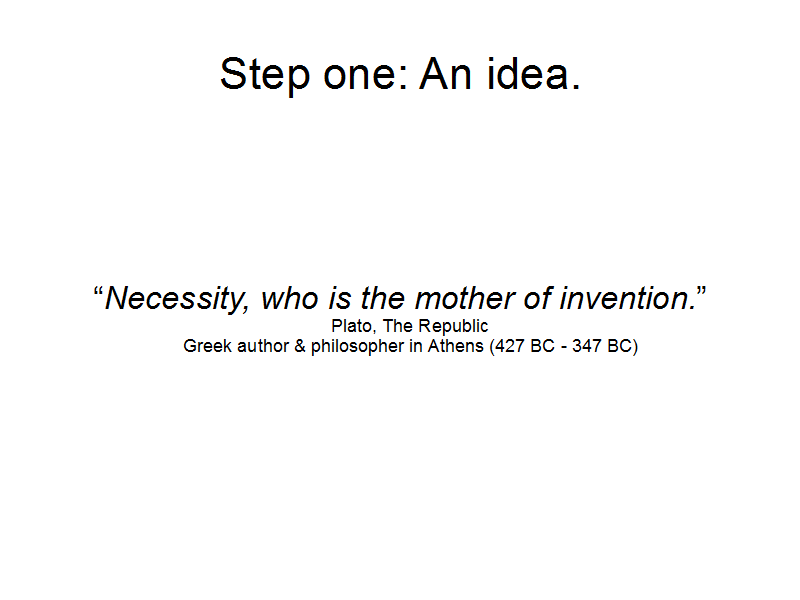 Step one: An idea.
“Necessity, who is the mother of invention.”
Plato, The Republic
Greek author & philosopher in Athens (427 BC - 347 BC)